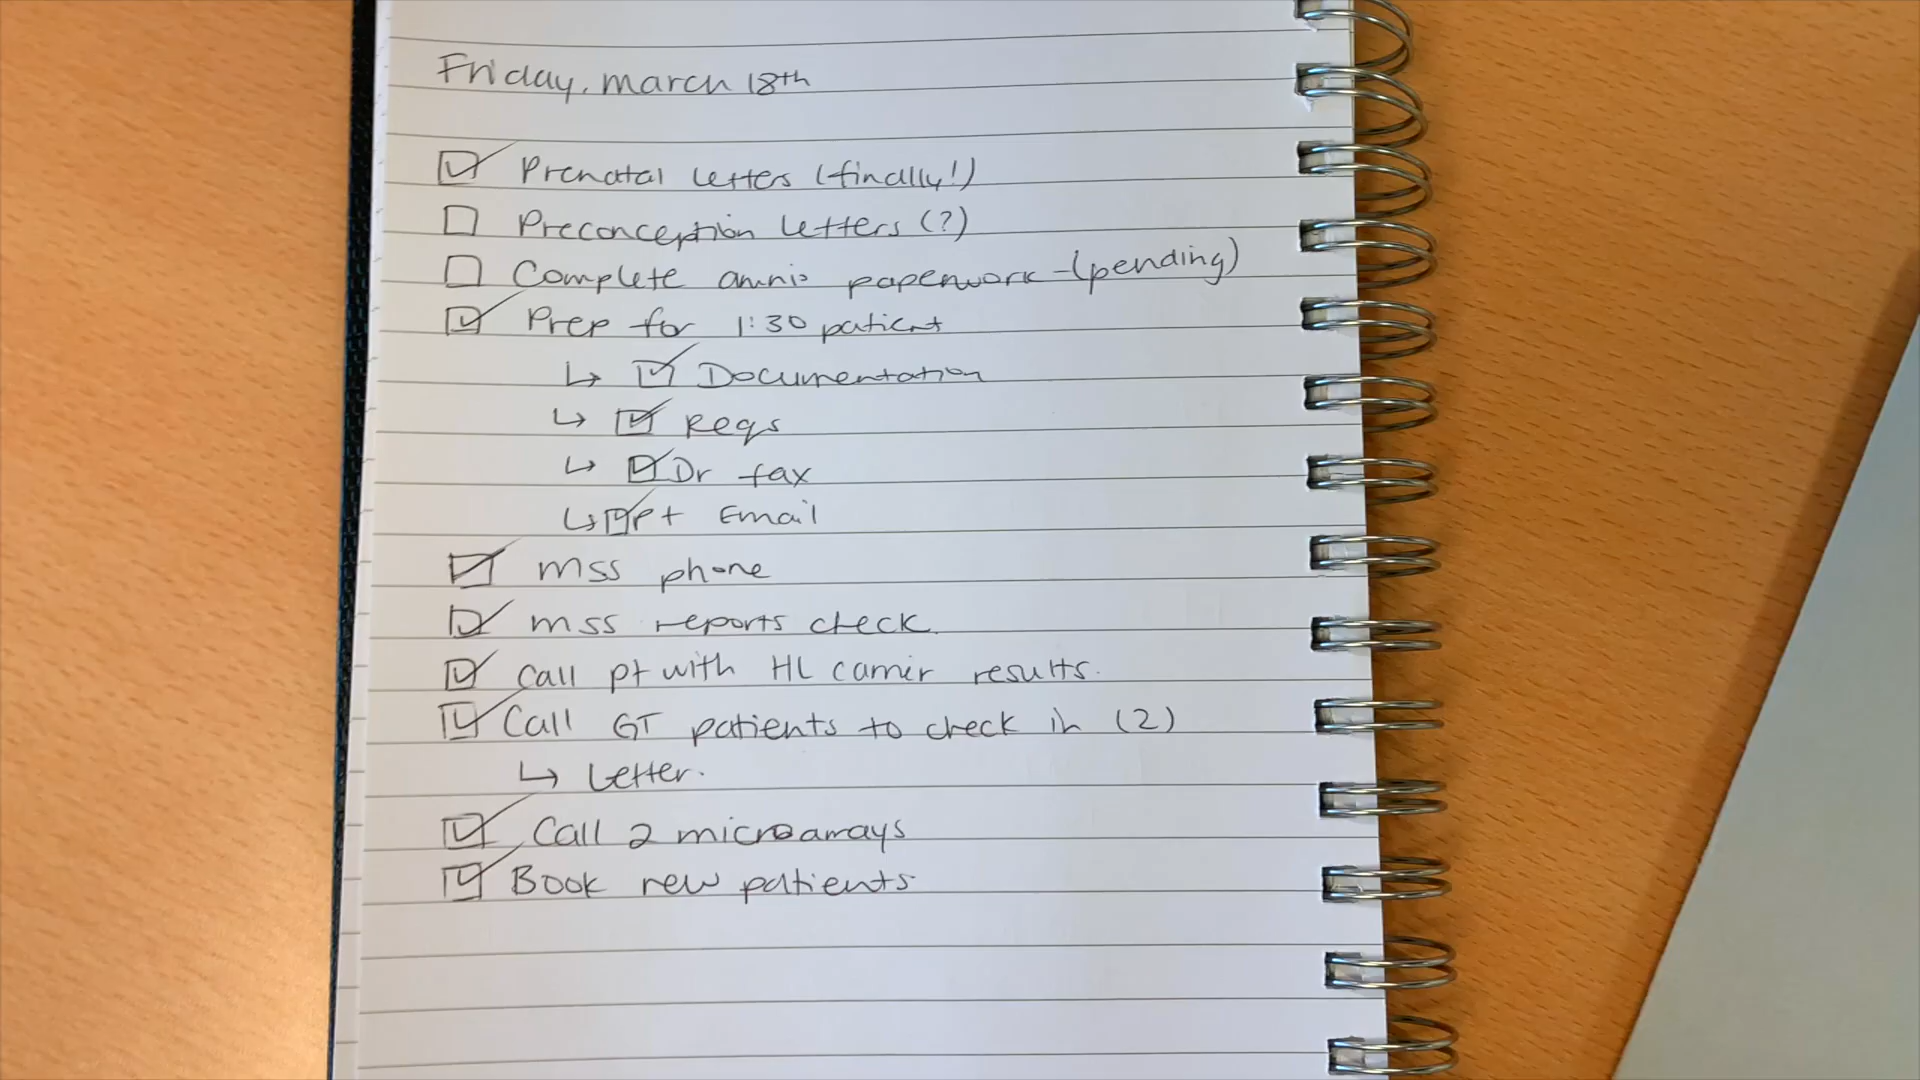 Friday, march 18th
Prenatal letters (finally!)
Preconception letters (?)
Complete amnio paperwork - (pending)
Prep for 1:30 patient
↳ Documentation
↳ Reqs
↳ Dr fax
↳ Pt Email
mss phone
mss reports check.
Call pt with HL carrier results.
Call GT patients to check in (2)
↳ letter.
Call 2 microarrays
Book new patients